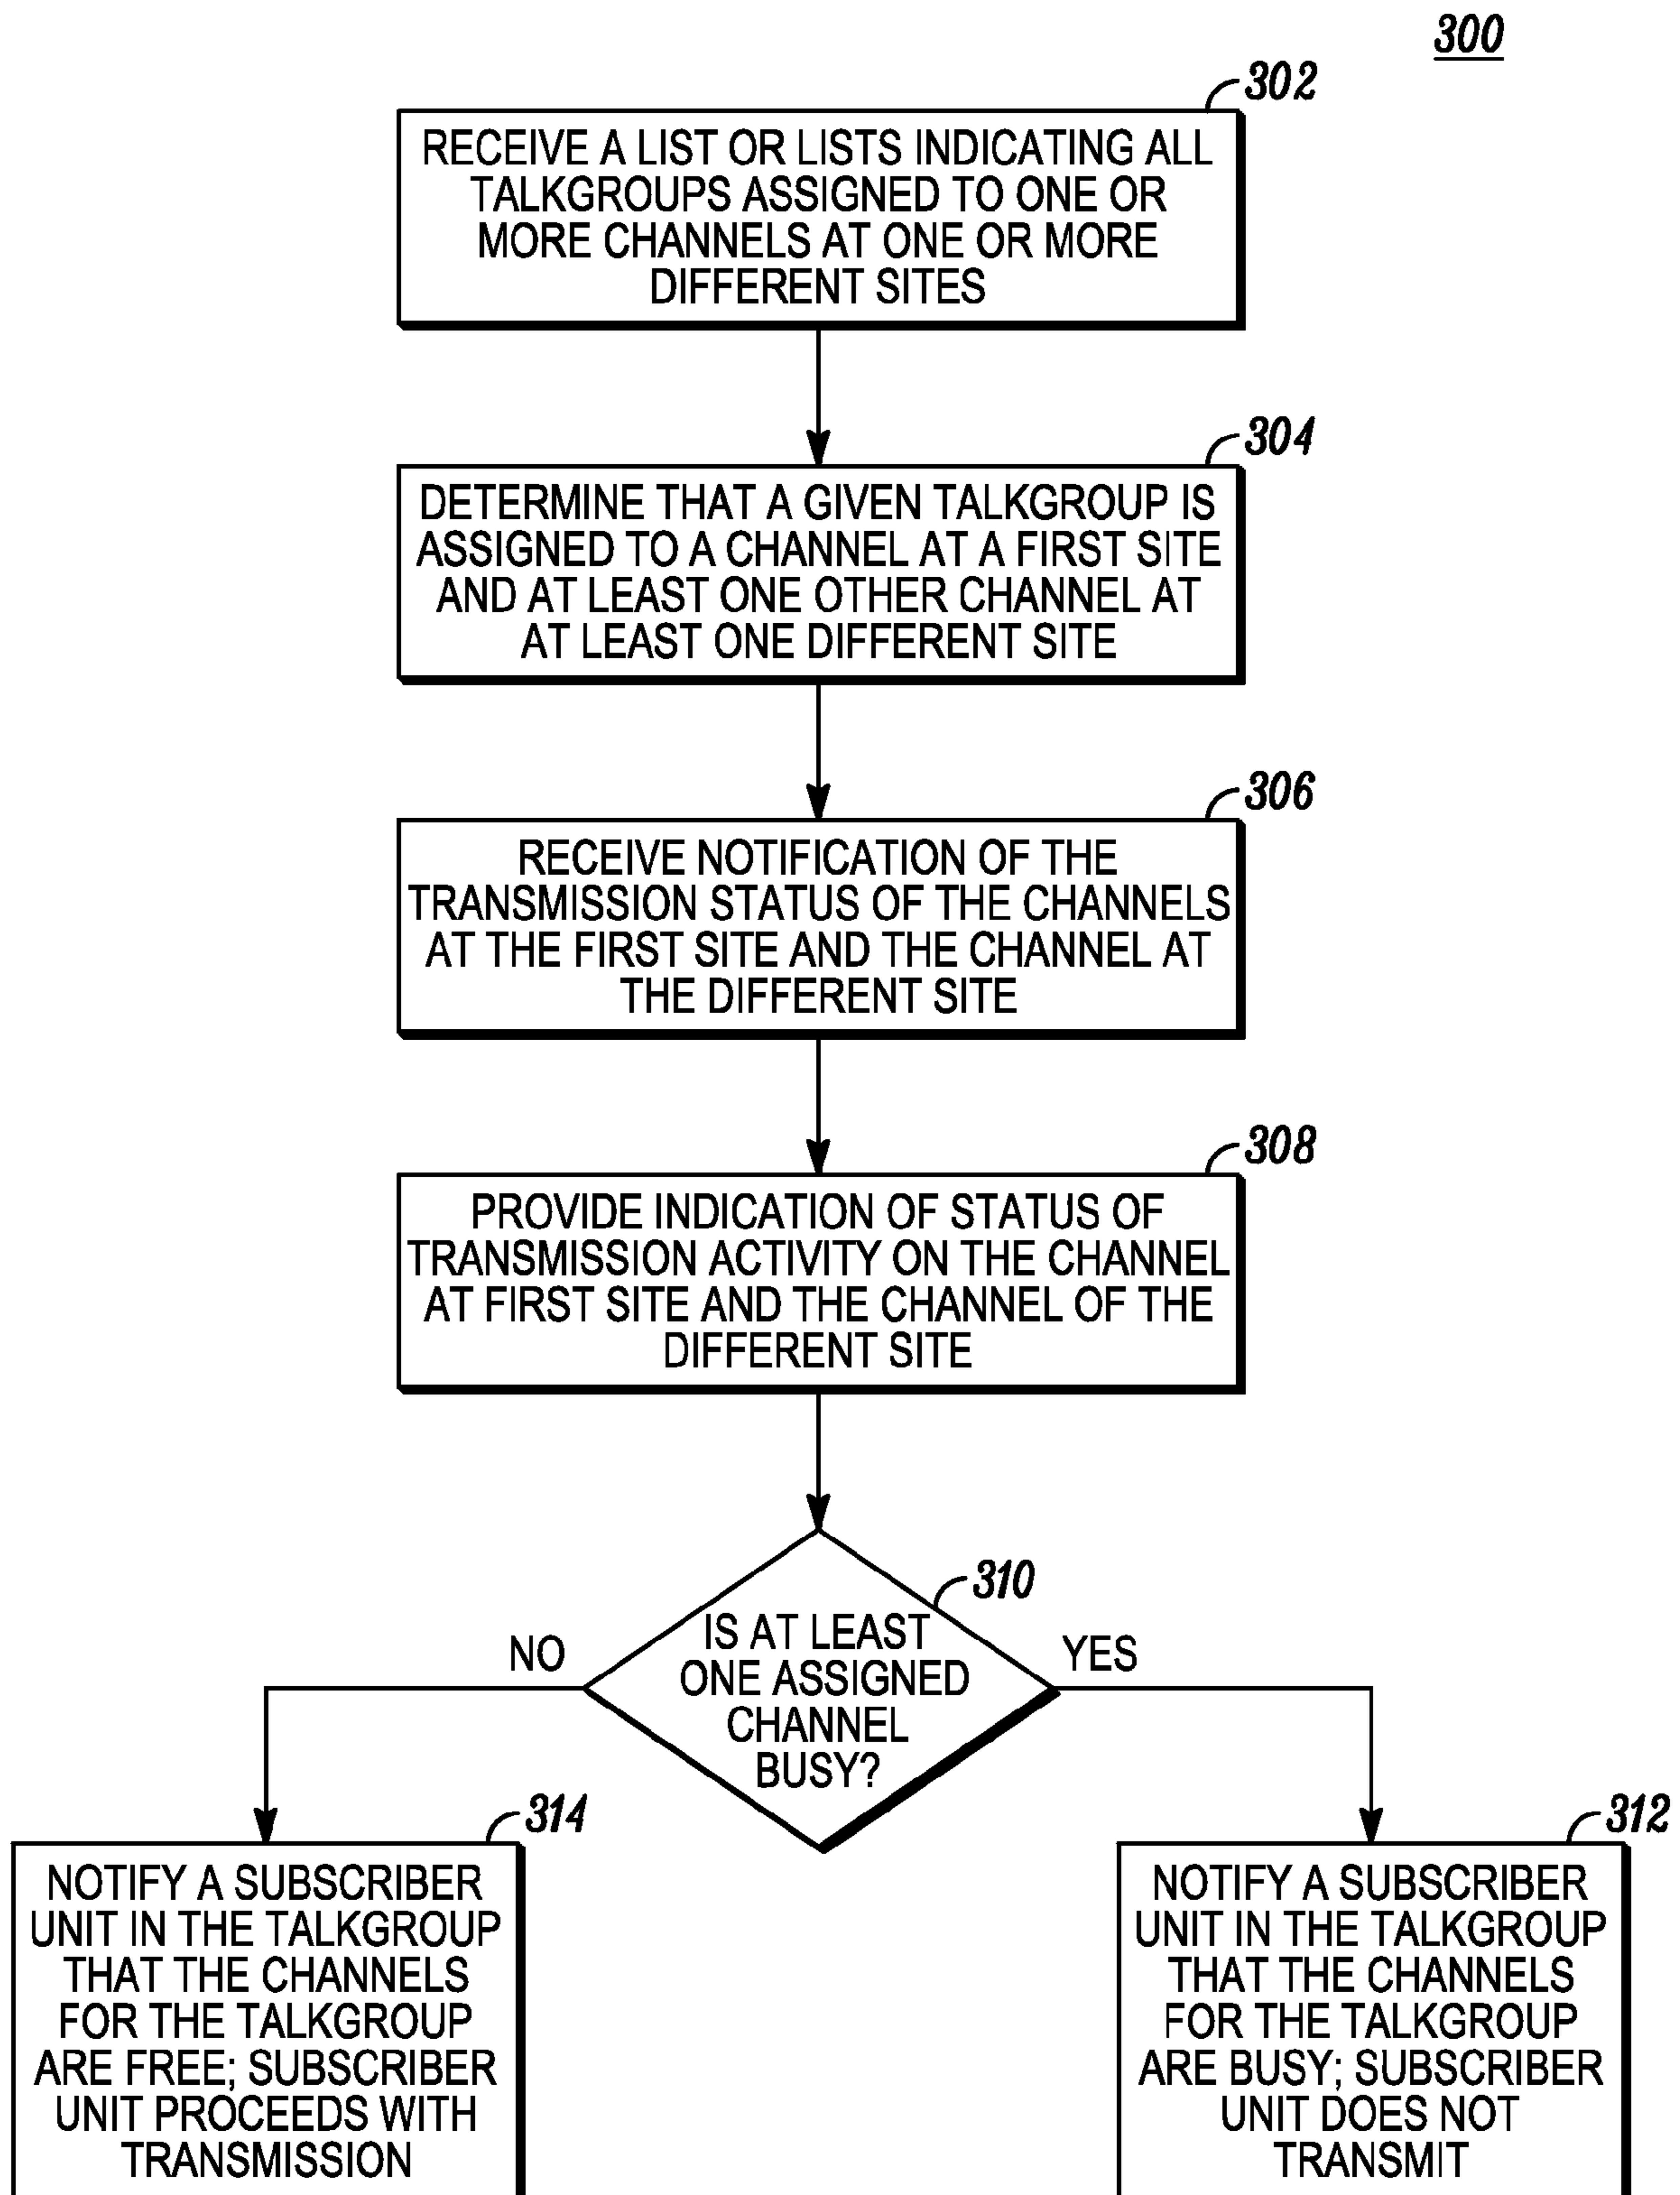 300
302
RECEIVE A LIST OR LISTS INDICATING ALL
TALKGROUPS ASSIGNED TO ONE OR
MORE CHANNELS AT ONE OR MORE
DIFFERENT SITES
304
DETERMINE THAT A GIVEN TALKGROUP IS
ASSIGNED TO A CHANNEL AT A FIRST SITE
AND AT LEAST ONE OTHER CHANNEL AT
AT LEAST ONE DIFFERENT SITE
306
RECEIVE NOTIFICATION OF THE
TRANSMISSION STATUS OF THE CHANNELS
AT THE FIRST SITE AND THE CHANNEL AT
THE DIFFERENT SITE
308
PROVIDE INDICATION OF STATUS OF
TRANSMISSION ACTIVITY ON THE CHANNEL
AT FIRST SITE AND THE CHANNEL OF THE
DIFFERENT SITE
310
IS AT LEAST
ONE ASSIGNED
CHANNEL
BUSY?
NO
YES
314
NOTIFY A SUBSCRIBER
UNIT IN THE TALKGROUP
THAT THE CHANNELS
FOR THE TALKGROUP
ARE FREE; SUBSCRIBER
UNIT PROCEEDS WITH
TRANSMISSION
312
NOTIFY A SUBSCRIBER
UNIT IN THE TALKGROUP
THAT THE CHANNELS
FOR THE TALKGROUP
ARE BUSY; SUBSCRIBER
UNIT DOES NOT
TRANSMIT